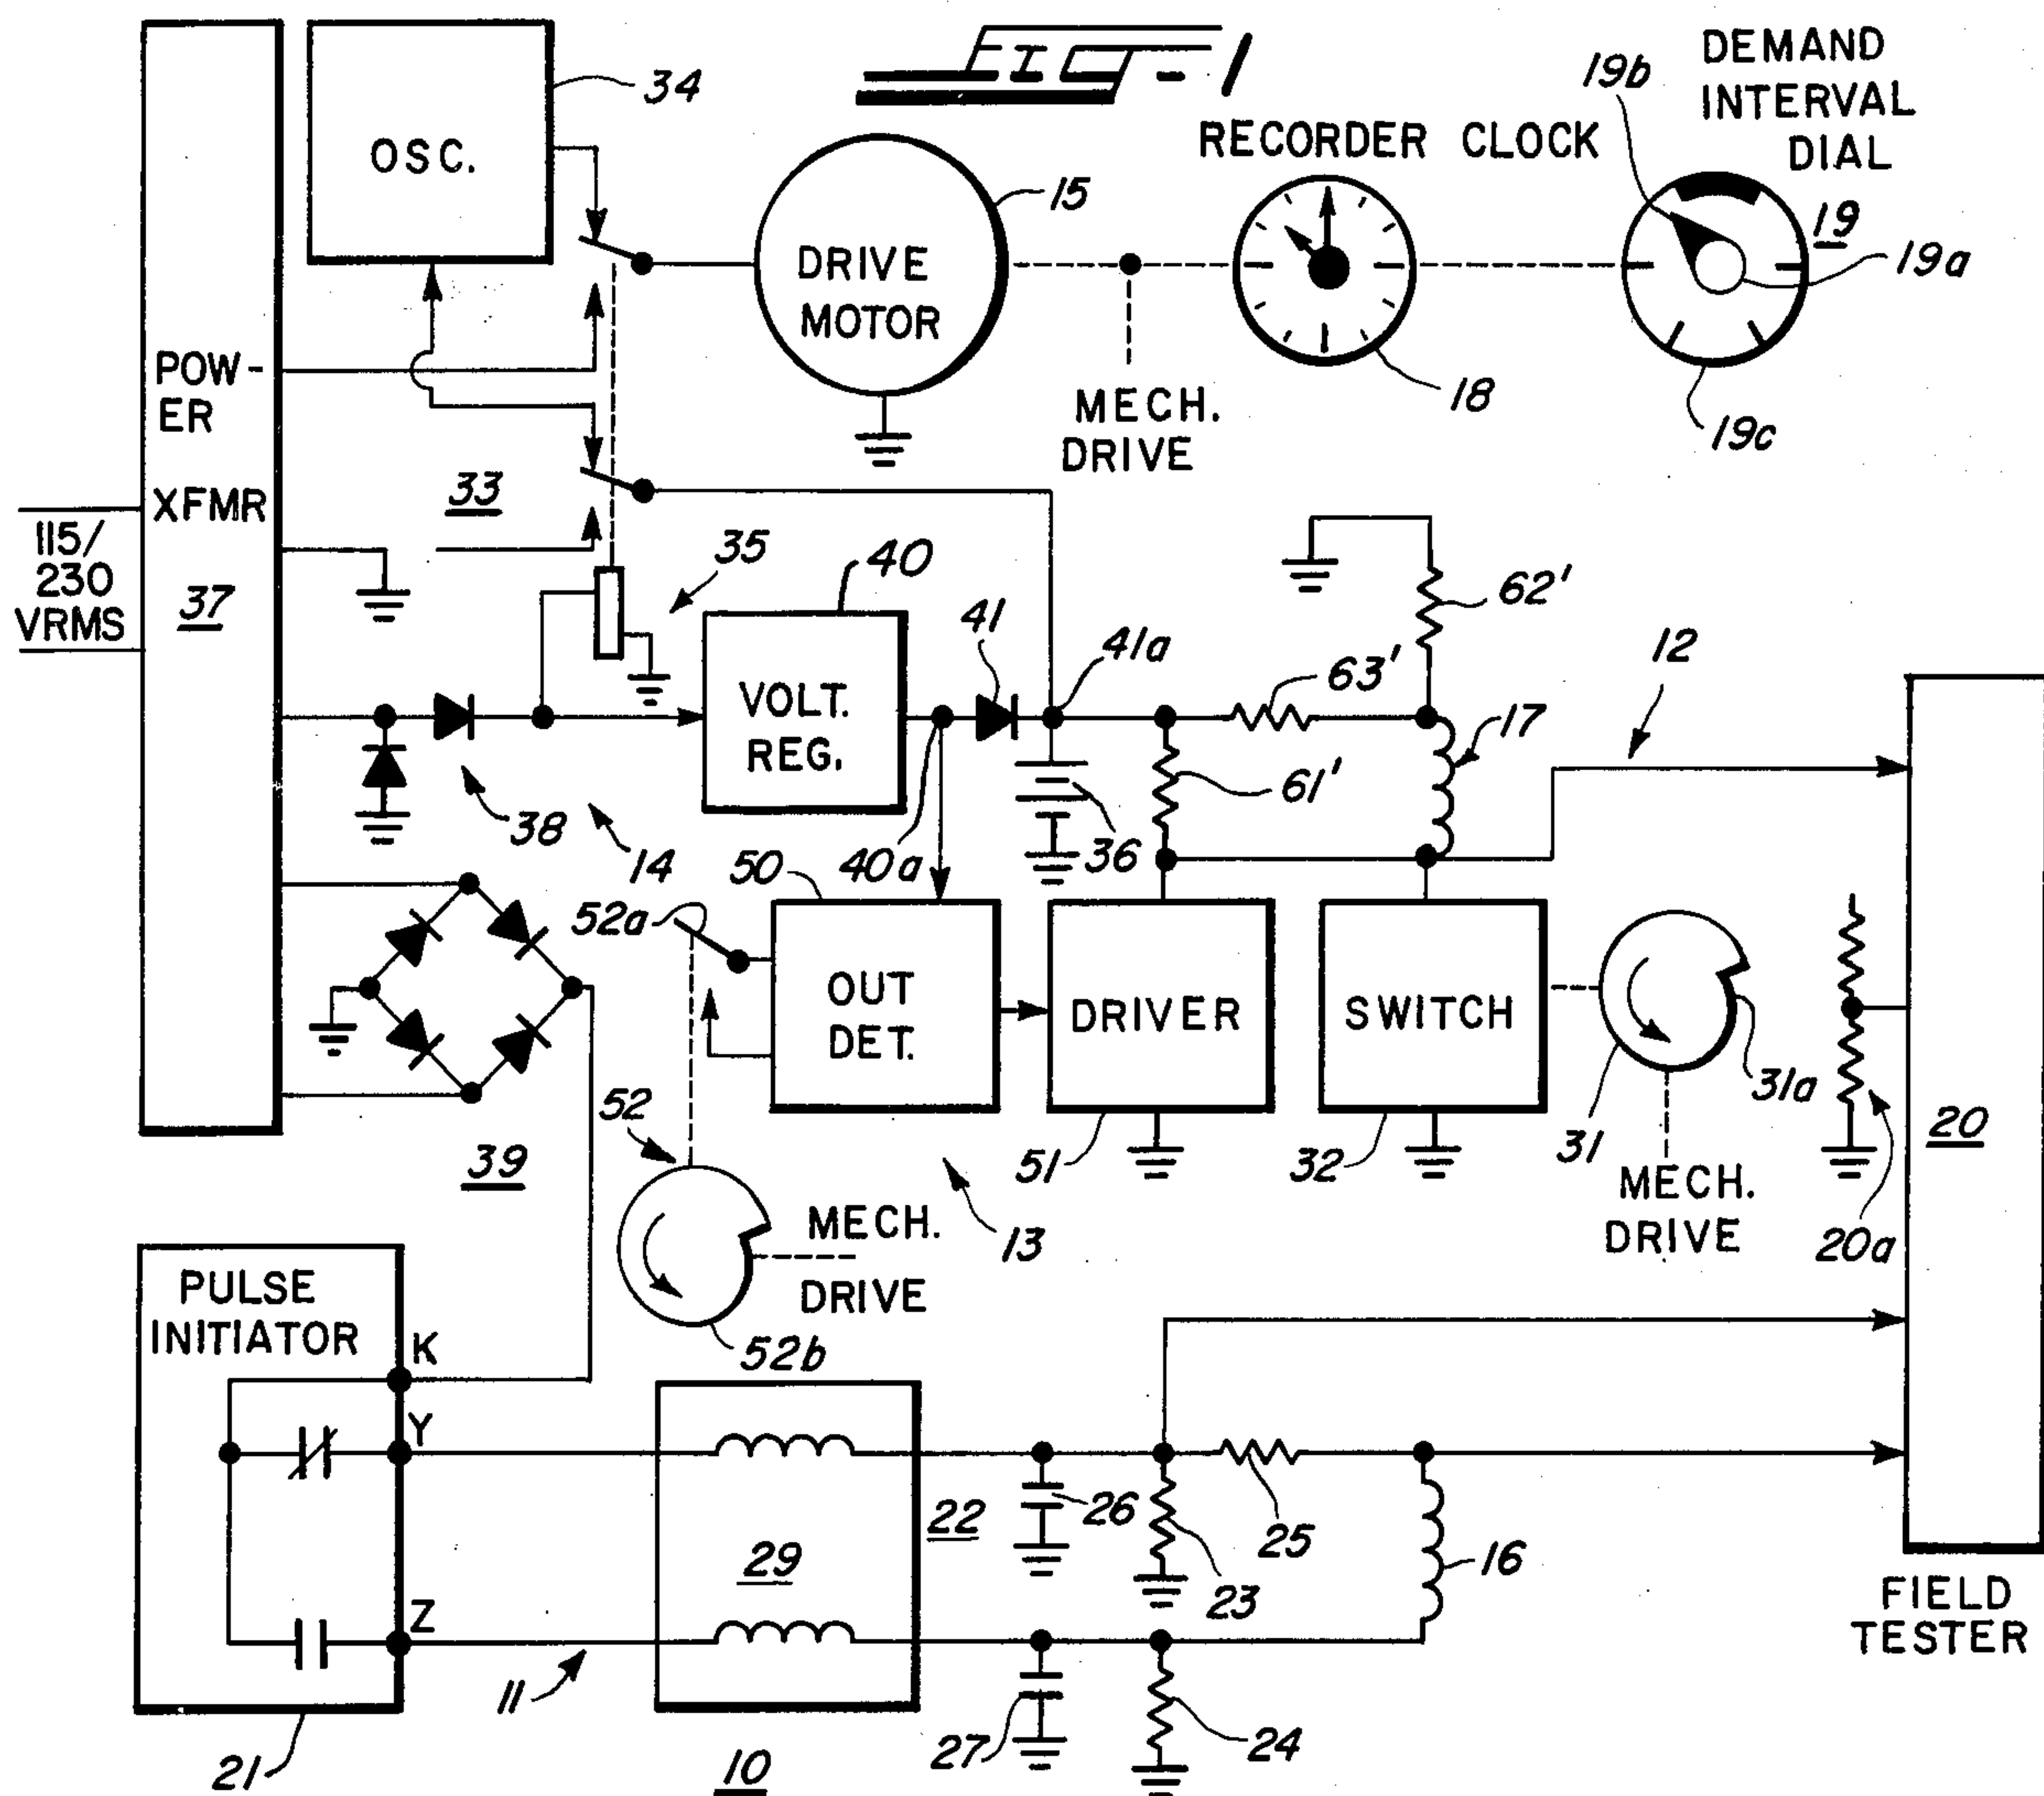 FIG-1
DEMAND
INTERVAL
DIAL
19b
34
OSC.
RECORDER CLOCK
15
19
19a
DRIVE
MOTOR
POW-
ER
18
MECH.
DRIVE
19c
33
XFMR
115/
230
VRMS
37
35
40
62'
41
41a
12
63'
17
VOLT.
REG.
61'
38
36
14
50
40a
52a
OUT
DET.
DRIVER
SWITCH
31a
52
51
32
31
20
39
MECH.
DRIVE
13
MECH.
DRIVE
20a
PULSE
INITIATOR
K
52b
Y
26
22
25
29
23
16
Z
FIELD
TESTER
11
27
24
21
10